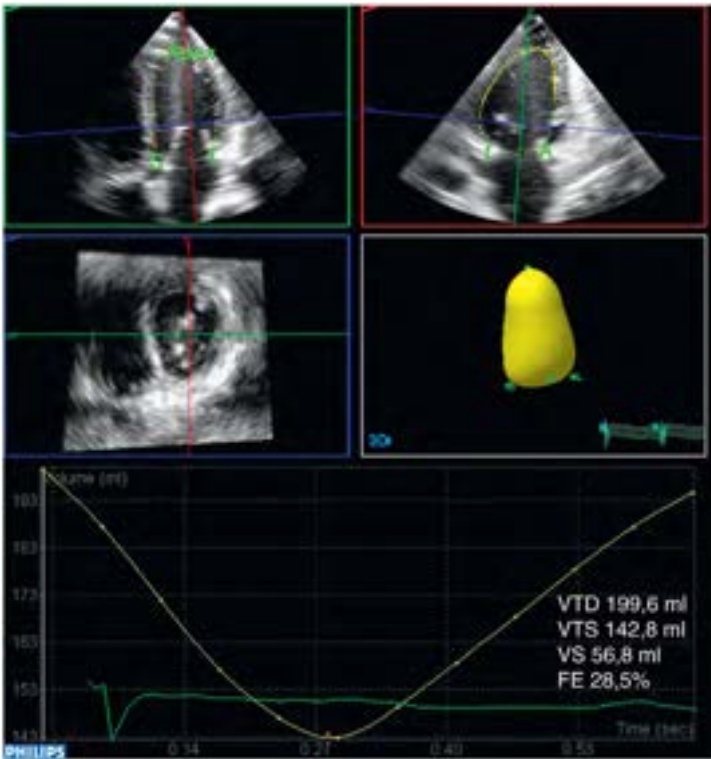 3D
Volume (ml)
193
183
173
163
153
143
VTD 199,6 ml
VTS 142,8 ml
VS 56,8 ml
FE 28,5%
Time (sec)
0.14
0.28
0.40
0.55
PHILIPS